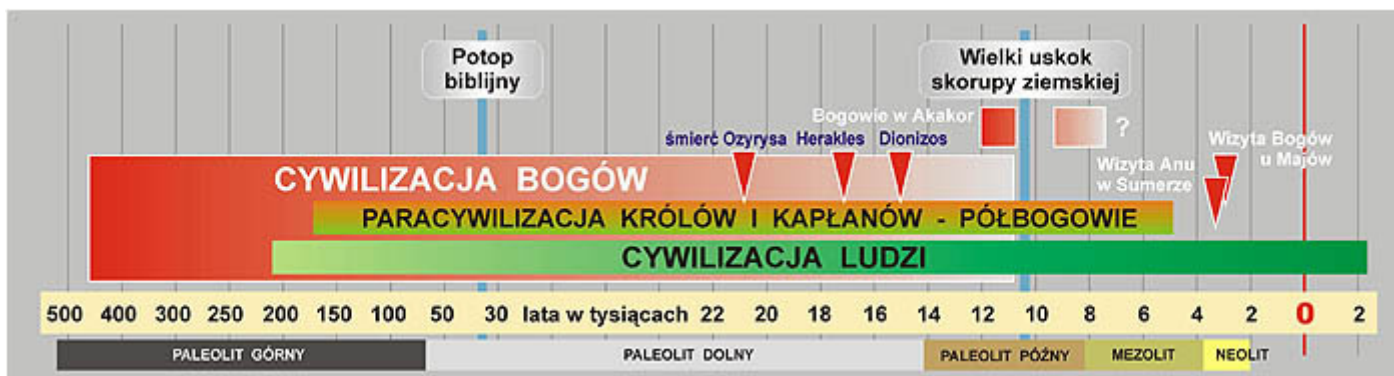 Potop
biblijny
Wielki uskok
skorupy ziemskiej
Bogowie w Akakor
?
śmierć Ozyrysa
Herakles
Dionizos
Wizyta Bogów
u Majów
Wizyta Anu
w Sumerze
CYWILIZACJA BOGÓW
PARACYWILIZACJA KRÓLÓW I KAPŁANÓW - PÓŁBOGOWIE
CYWILIZACJA LUDZI
500 400 300 250 200 150 100 50 30 lata w tysiącach 22 20 18 16 14 12 10 8 6 4 2 0 2
PALEOLIT GÓRNY PALEOLIT DOLNY PALEOLIT PÓŹNY MEZOLIT NEOLIT